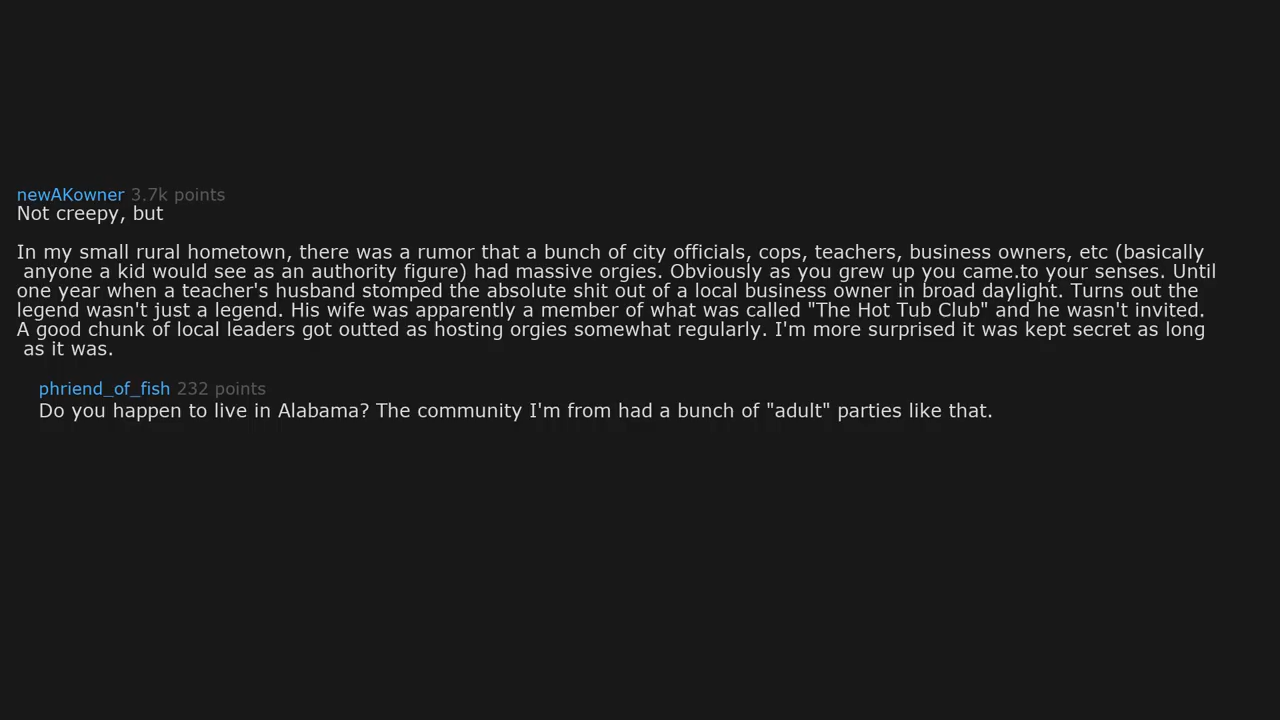 newAKowner 3.7k points
Not creepy, but
In my small rural hometown, there was a rumor that a bunch of city officials, cops, teachers, business owners, etc (basically
anyone a kid would see as an authority figure) had massive orgies. Obviously as you grew up you came.to your senses. Until
one year when a teacher's husband stomped the absolute shit out of a local business owner in broad daylight. Turns out the
legend wasn't just a legend. His wife was apparently a member of what was called "The Hot Tub Club" and he wasn't invited.
A good chunk of local leaders got outted as hosting orgies somewhat regularly. I'm more surprised it was kept secret as long
as it was.
phriend_of_fish 232 points
Do you happen to live in Alabama? The community I'm from had a bunch of "adult" parties like that.